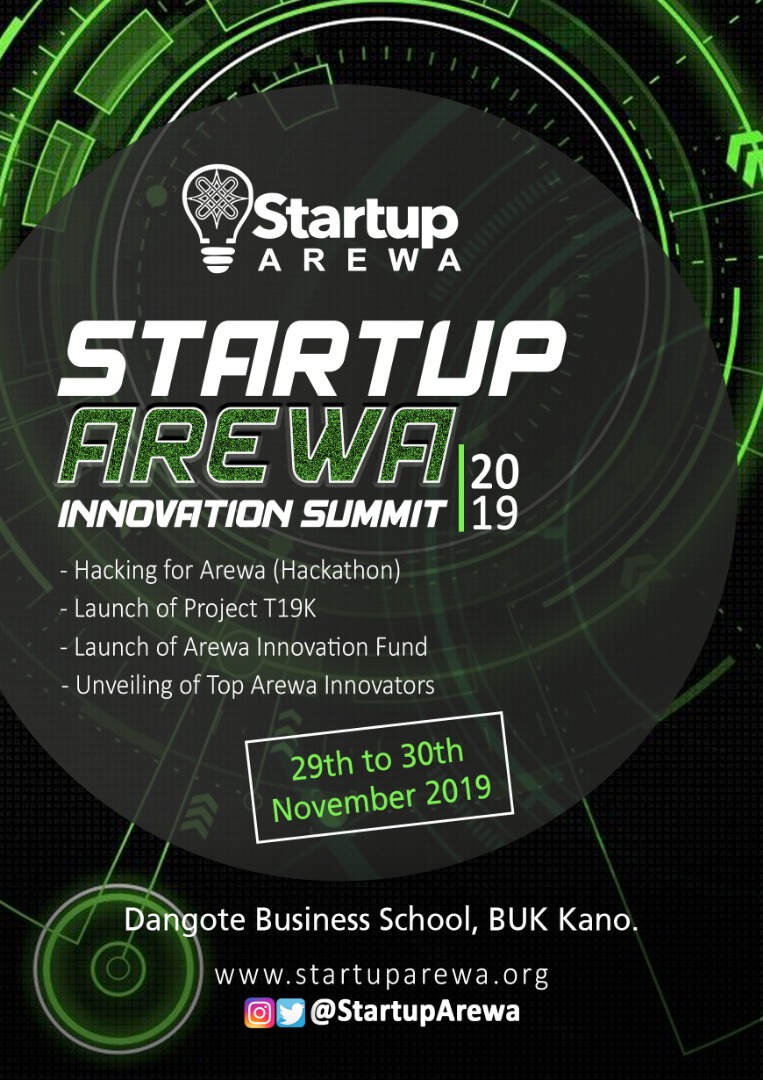 Startup
AREWA
STARTUP
AREWA
INNOVATION SUMMIT
20
19
- Hacking for Arewa (Hackathon)
- Launch of Project T19K
- Launch of Arewa Innovation Fund
- Unveiling of Top Arewa Innovators
29th to 30th
November 2019
Dangote Business School, BUK Kano.
www.startuparewa.org
@StartupArewa